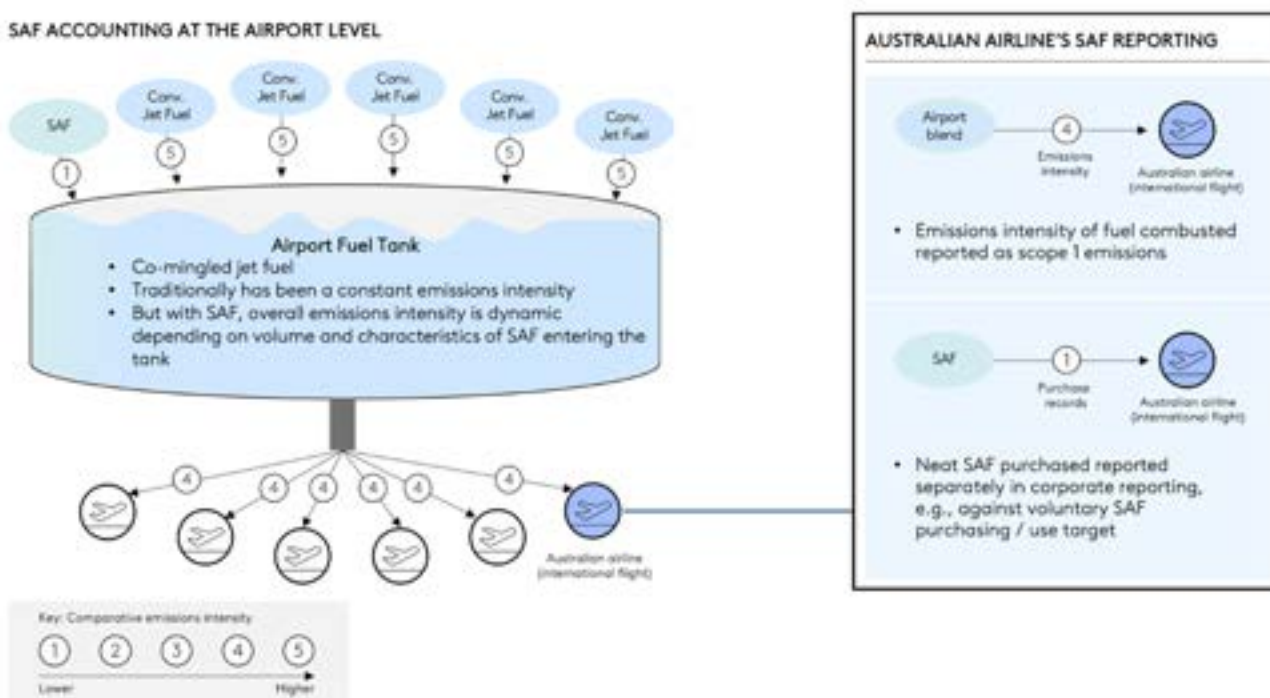 SAF ACCOUNTING AT THE AIRPORT LEVEL
SAF
Conv.
Jet Fuel
Conv.
Jet Fuel
Conv.
Jet Fuel
Conv.
Jet Fuel
Conv.
Jet Fuel
1
5
5
5
5
5
Airport Fuel Tank
• Co-mingled jet fuel
• Traditionally has been a constant emissions intensity
• But with SAF, overall emissions intensity is dynamic
depending on volume and characteristics of SAF entering the
tank
4
4
4
4
4
4
Australian airline
(international flight)
Key: Comparative emissions intensity
1 2 3 4 5
Lower Higher
AUSTRALIAN AIRLINE'S SAF REPORTING
Airport
blend
4
Emissions
intensity
Australian airline
(international flight)
• Emissions intensity of fuel combusted
reported as scope 1 emissions
SAF
1
Purchase
records
Australian airline
(international flight)
• Neat SAF purchased reported
separately in corporate reporting,
e.g., against voluntary SAF
purchasing / use target